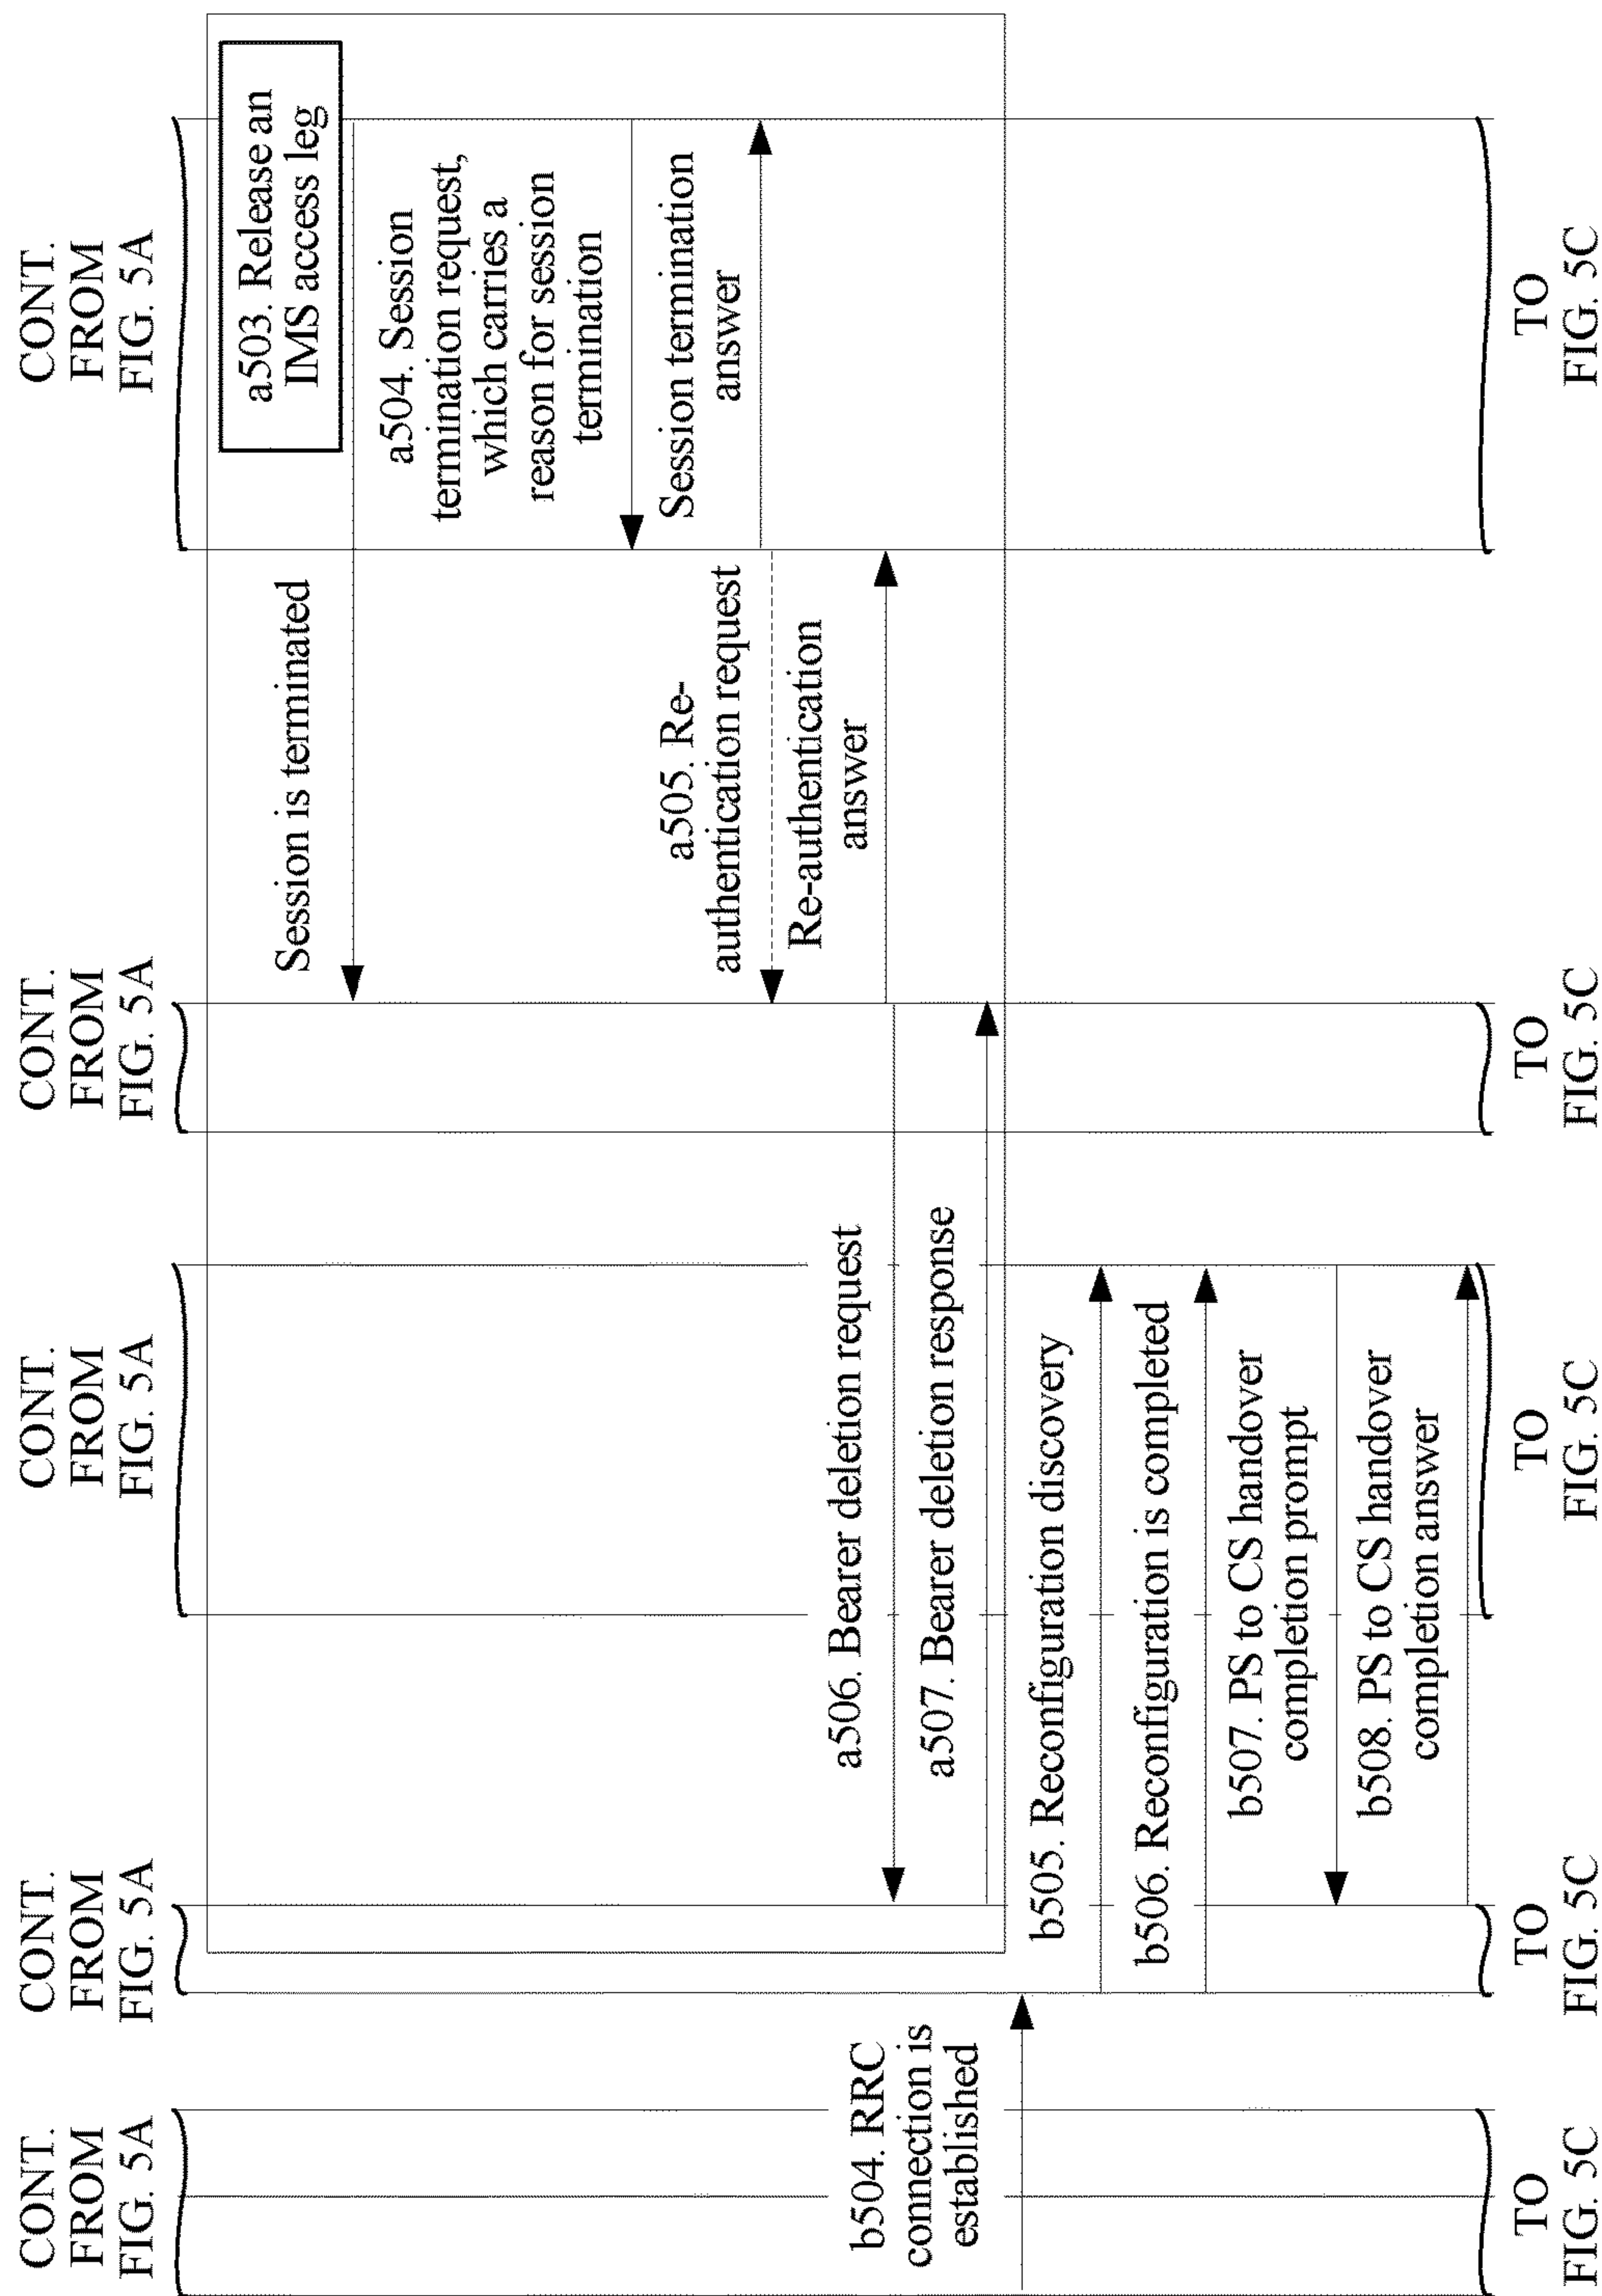 CONT.
FROM
FIG. 5A
CONT.
FROM
FIG. 5A
CONT.
FROM
FIG. 5A
CONT.
FROM
FIG. 5A
CONT.
FROM
FIG. 5A
a503. Release an
IMS access leg
Session is terminated
a504. Session
termination request,
which carries a
reason for session
termination
Session termination
answer
a505. Re-
authentication request
Re-authentication
answer
a506. Bearer deletion request
a507. Bearer deletion response
b504. RRC
connection is
established
b505. Reconfiguration discovery
b506. Reconfiguration is completed
b507. PS to CS handover
completion prompt
b508. PS to CS handover
completion answer
TO
FIG. 5C
TO
FIG. 5C
TO
FIG. 5C
TO
FIG. 5C
TO
FIG. 5C